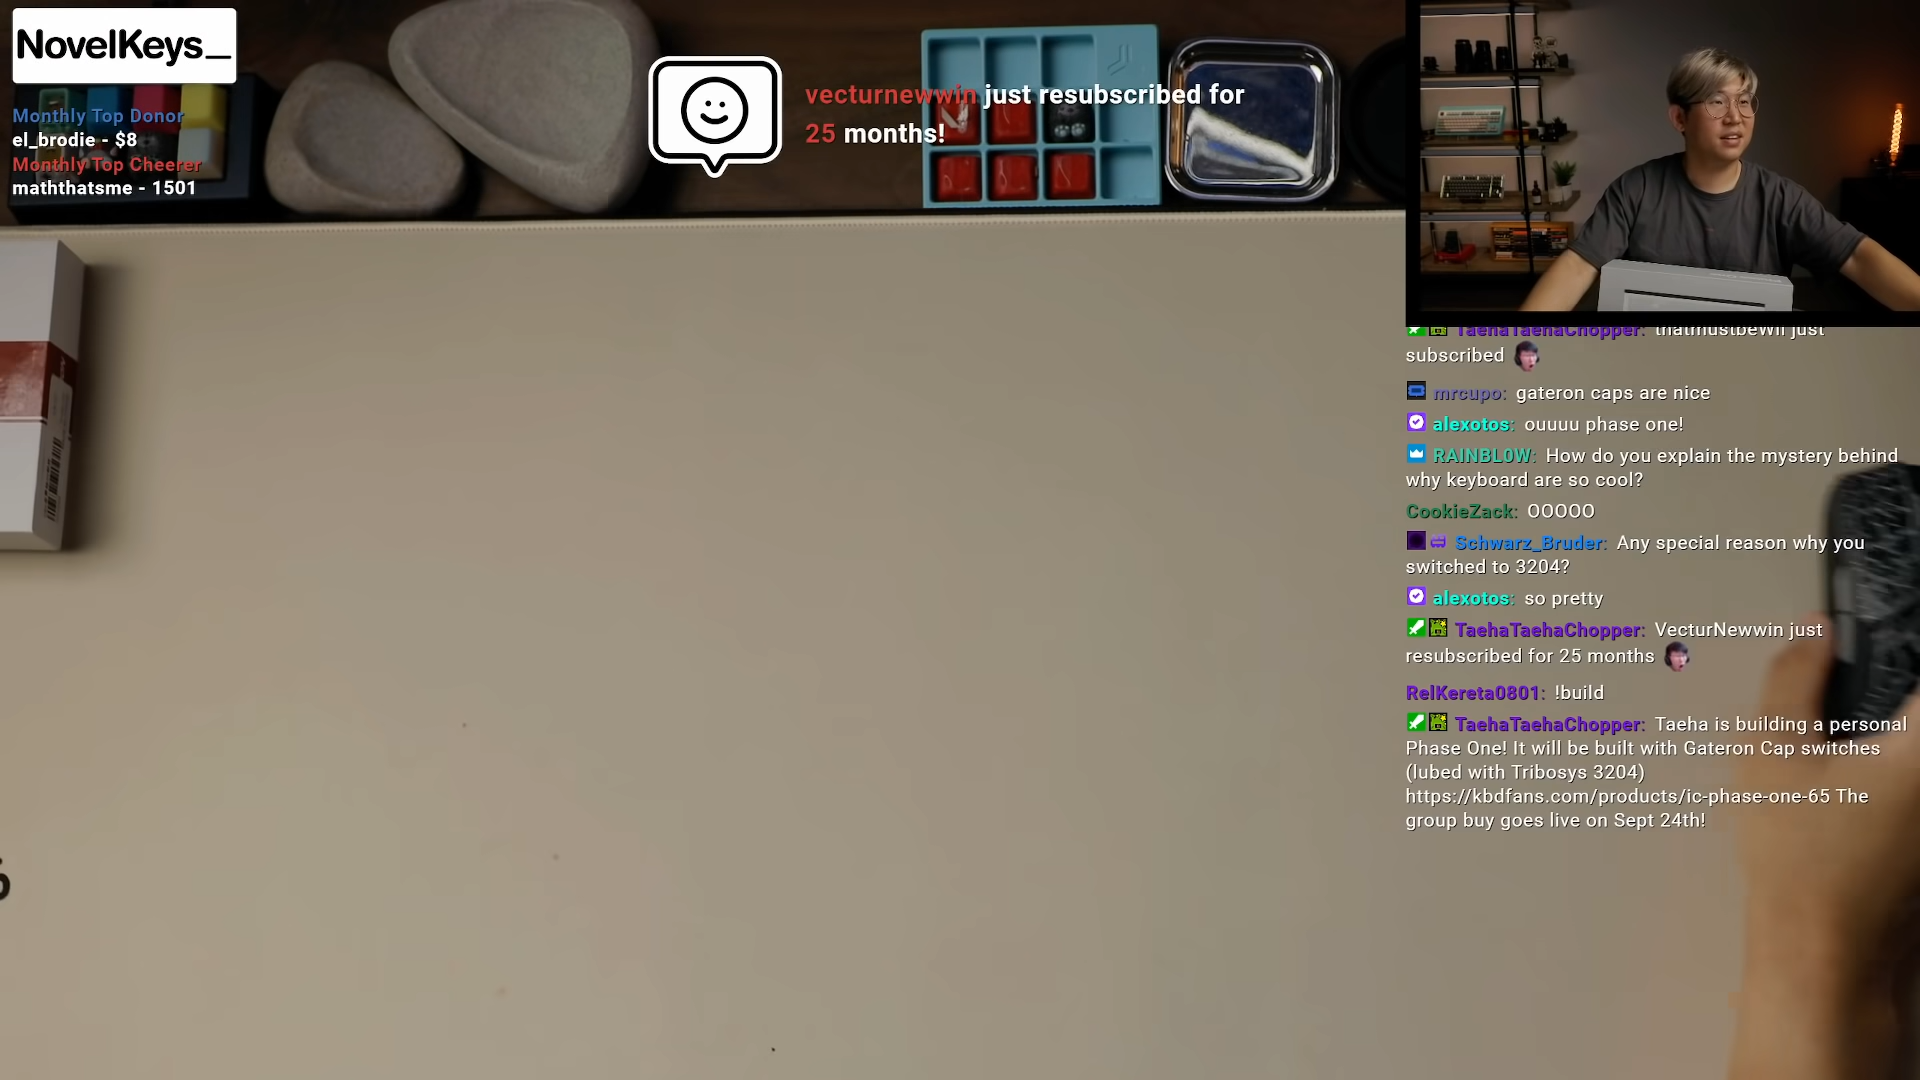 NovelKeys_
Monthly Top Donor
el_brodie - $8
Monthly Top Cheerer
maththatsme - 1501
vecturnewwin just resubscribed for
25 months!
TaehaTaehaChopper: thatmustbeWil just
subscribed
mrcupo: gateron caps are nice
alexotos: ouuuu phase one!
RAINBL0W: How do you explain the mystery behind
why keyboard are so cool?
CookieZack: OOOOO
Schwarz_Bruder: Any special reason why you
switched to 3204?
alexotos: so pretty
TaehaTaehaChopper: VecturNewwin just
resubscribed for 25 months
RelKereta0801: !build
TaehaTaehaChopper: Taeha is building a personal
Phase One! It will be built with Gateron Cap switches
(lubed with Tribosys 3204)
https://kbdfans.com/products/ic-phase-one-65 The
group buy goes live on Sept 24th!